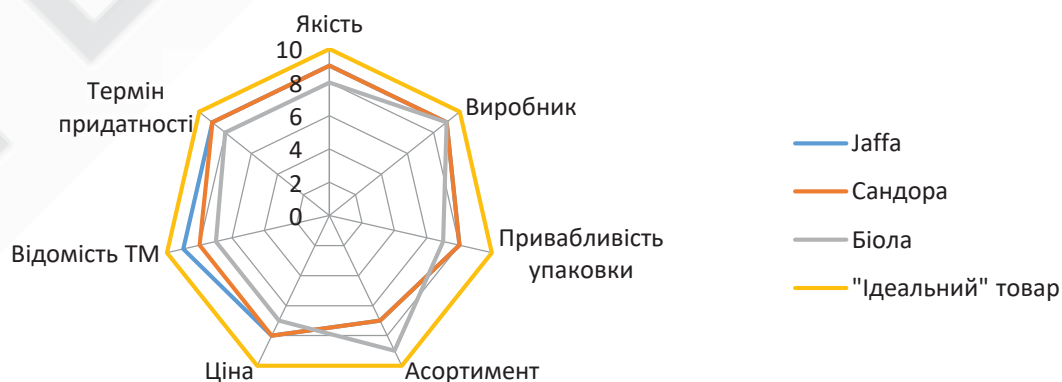 Якість
10
8
6
4
2
0
Виробник
Привабливість
упаковки
Асортимент
Ціна
Відомість ТМ
Термін
придатності
Jaffa
Сандора
Біола
"Ідеальний" товар